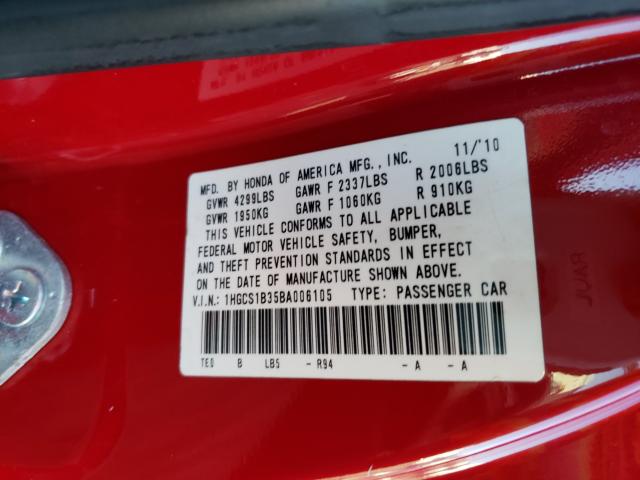 11/'10
MFD. BY HONDA OF AMERICA MFG., INC.
GVWR 4299LBS GAWR F 2337LBS R 2006LBS
GVWR 1950KG GAWR F 1060KG R 910KG
THIS VEHICLE CONFORMS TO ALL APPLICABLE
FEDERAL MOTOR VEHICLE SAFETY, BUMPER,
AND THEFT PREVENTION STANDARDS IN EFFECT
ON THE DATE OF MANUFACTURE SHOWN ABOVE.
V.I.N.: 1HGCS1B35BA006105 TYPE: PASSENGER CAR
TE0 B LB5 - R94 - A - A